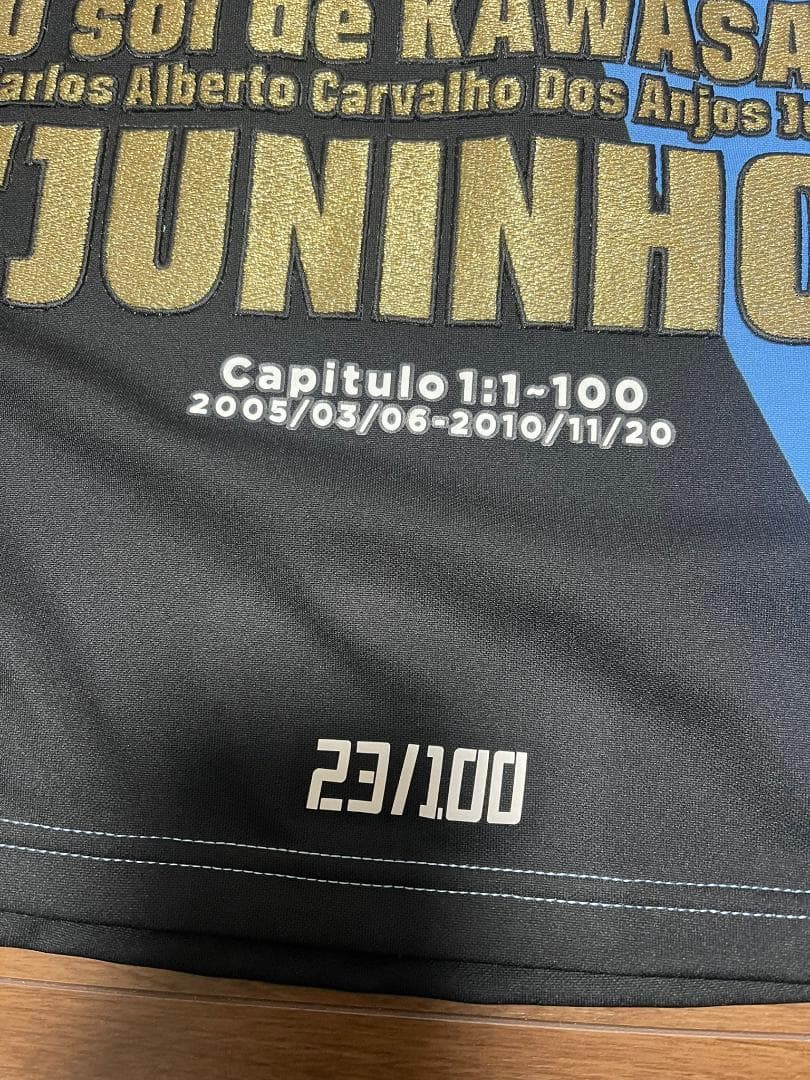 O sol de KAWASA
arlos Alberto Carvalho Dos Anjos J
"JUNINHO
Capitulo 1:1~100
2005/03/06-2010/11/20
23/100